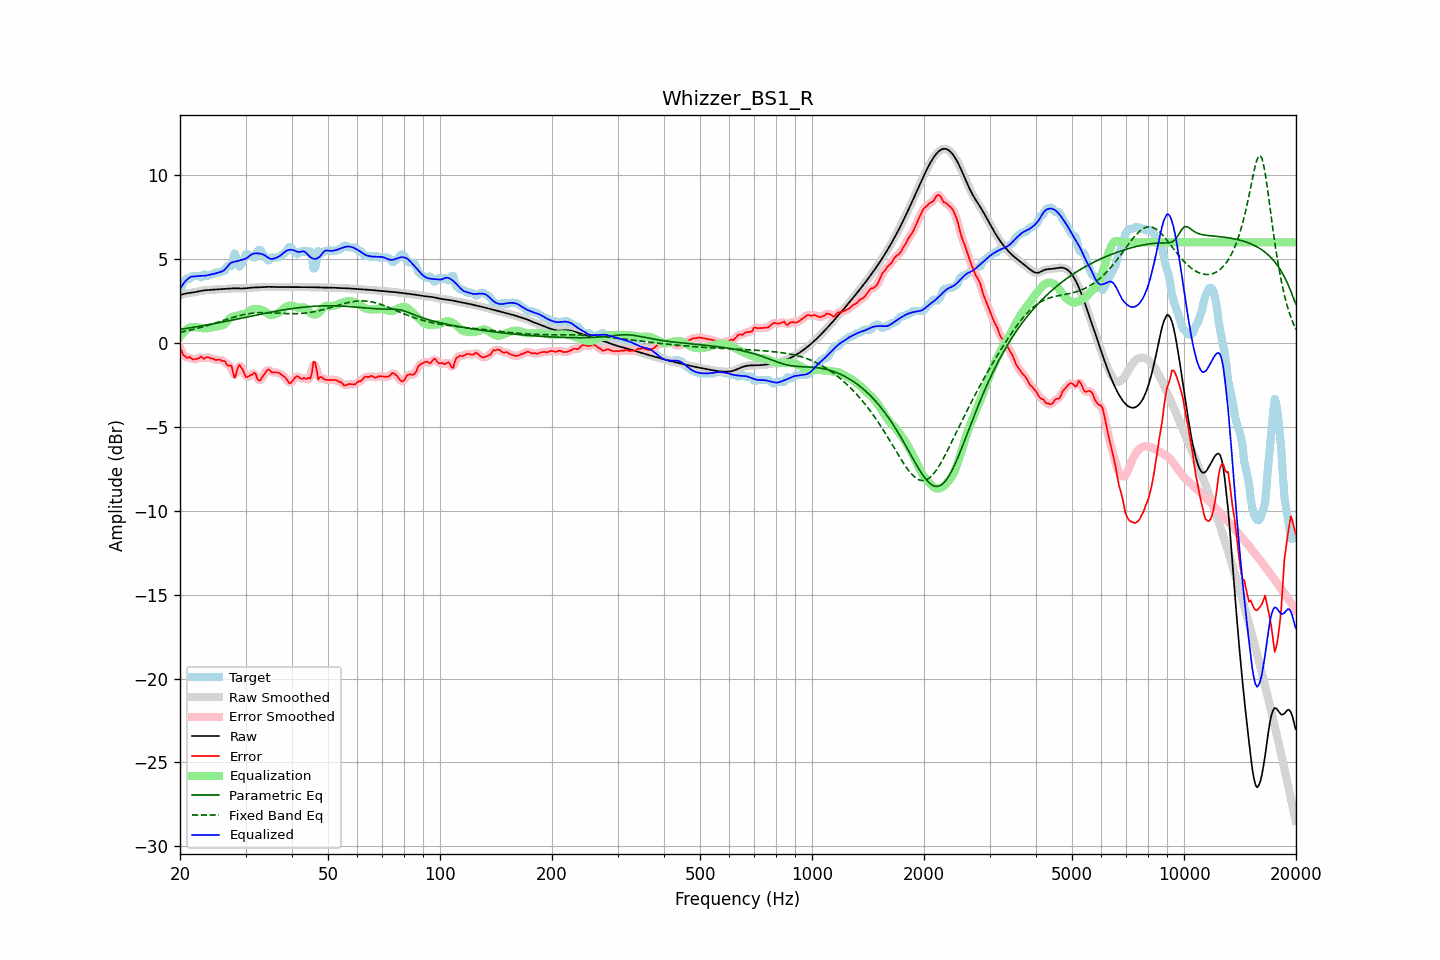 Whizzer_BS1_R
Amplitude (dBr)
10
5
0
−5
−10
−15
−20
−25
−30
Target
Raw Smoothed
Error Smoothed
Raw
Error
Equalization
Parametric Eq
Fixed Band Eq
Equalized
20 50 100 200 500 1000 2000 5000 10000 20000
Frequency (Hz)